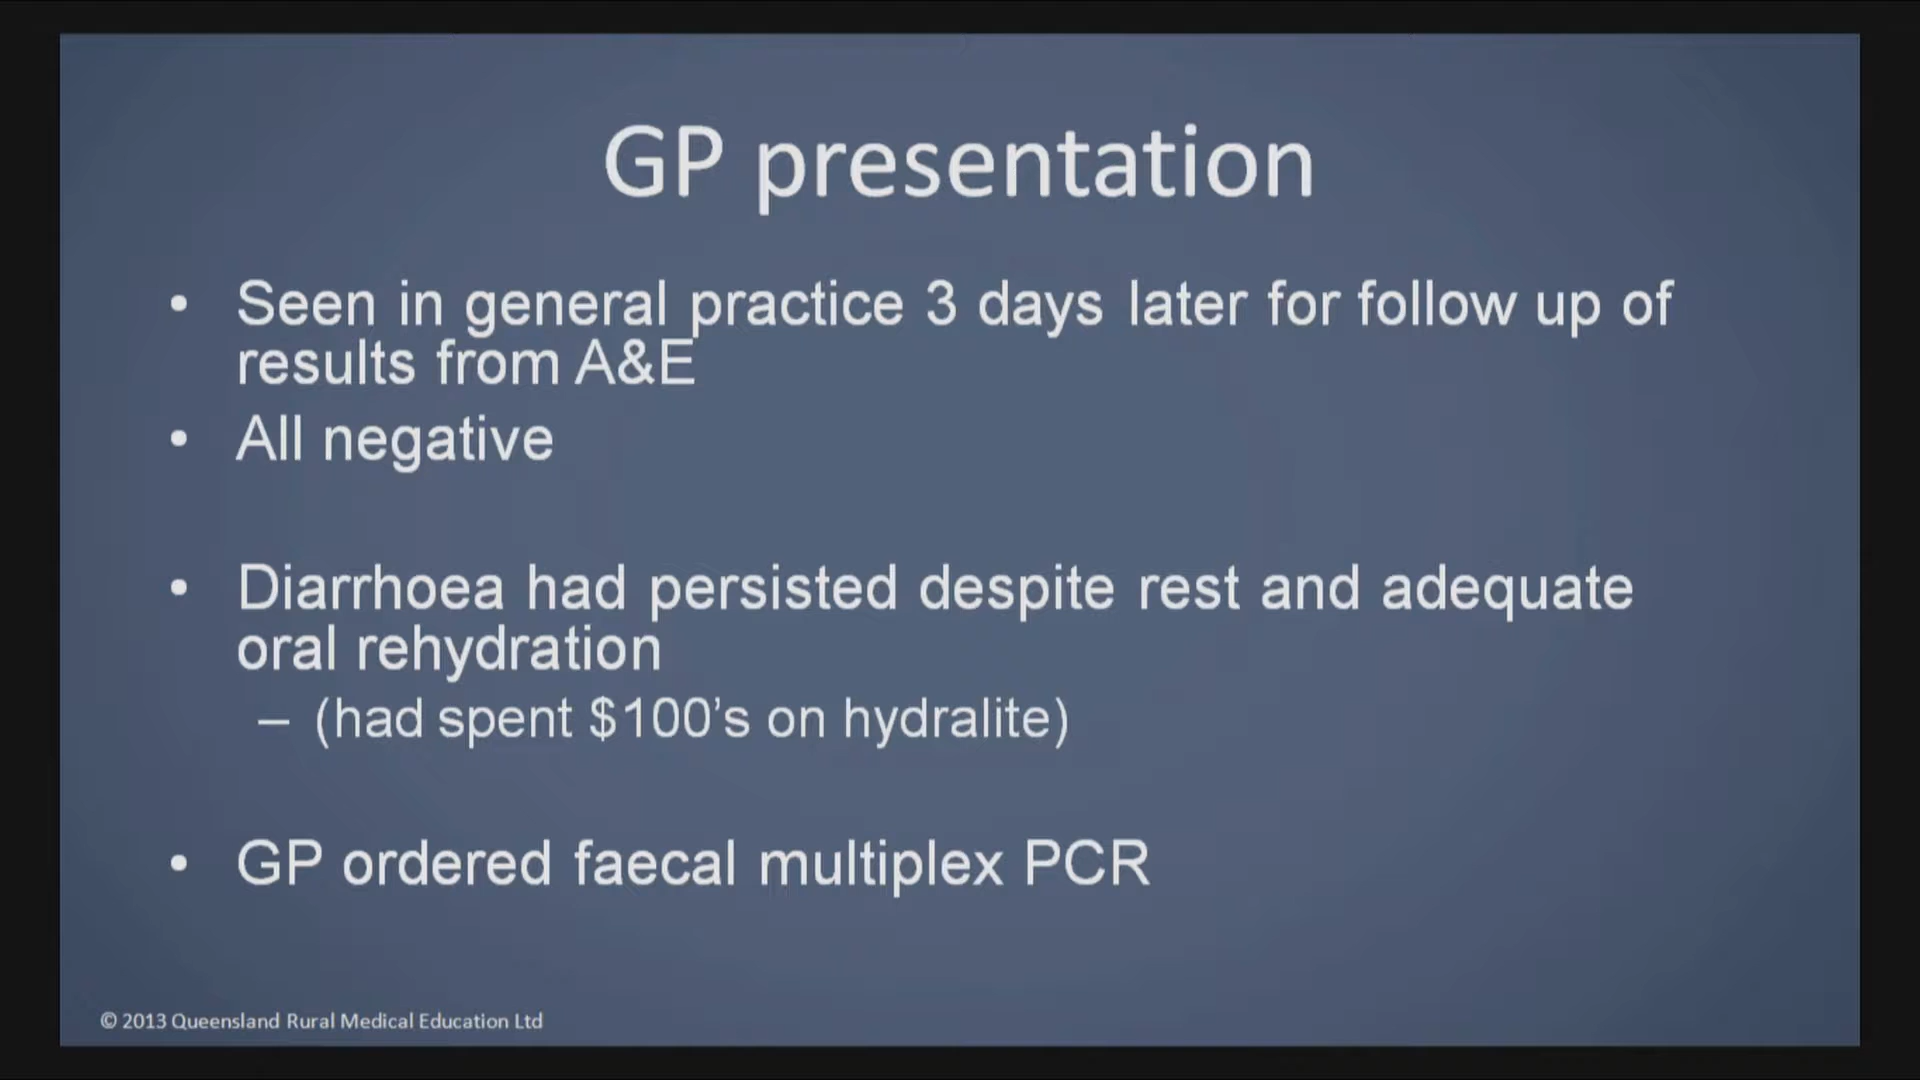 GP presentation
• Seen in general practice 3 days later for follow up of
results from A&E
• All negative
• Diarrhoea had persisted despite rest and adequate
oral rehydration
– (had spent $100's on hydralite)
• GP ordered faecal multiplex PCR
© 2013 Queensland Rural Medical Education Ltd